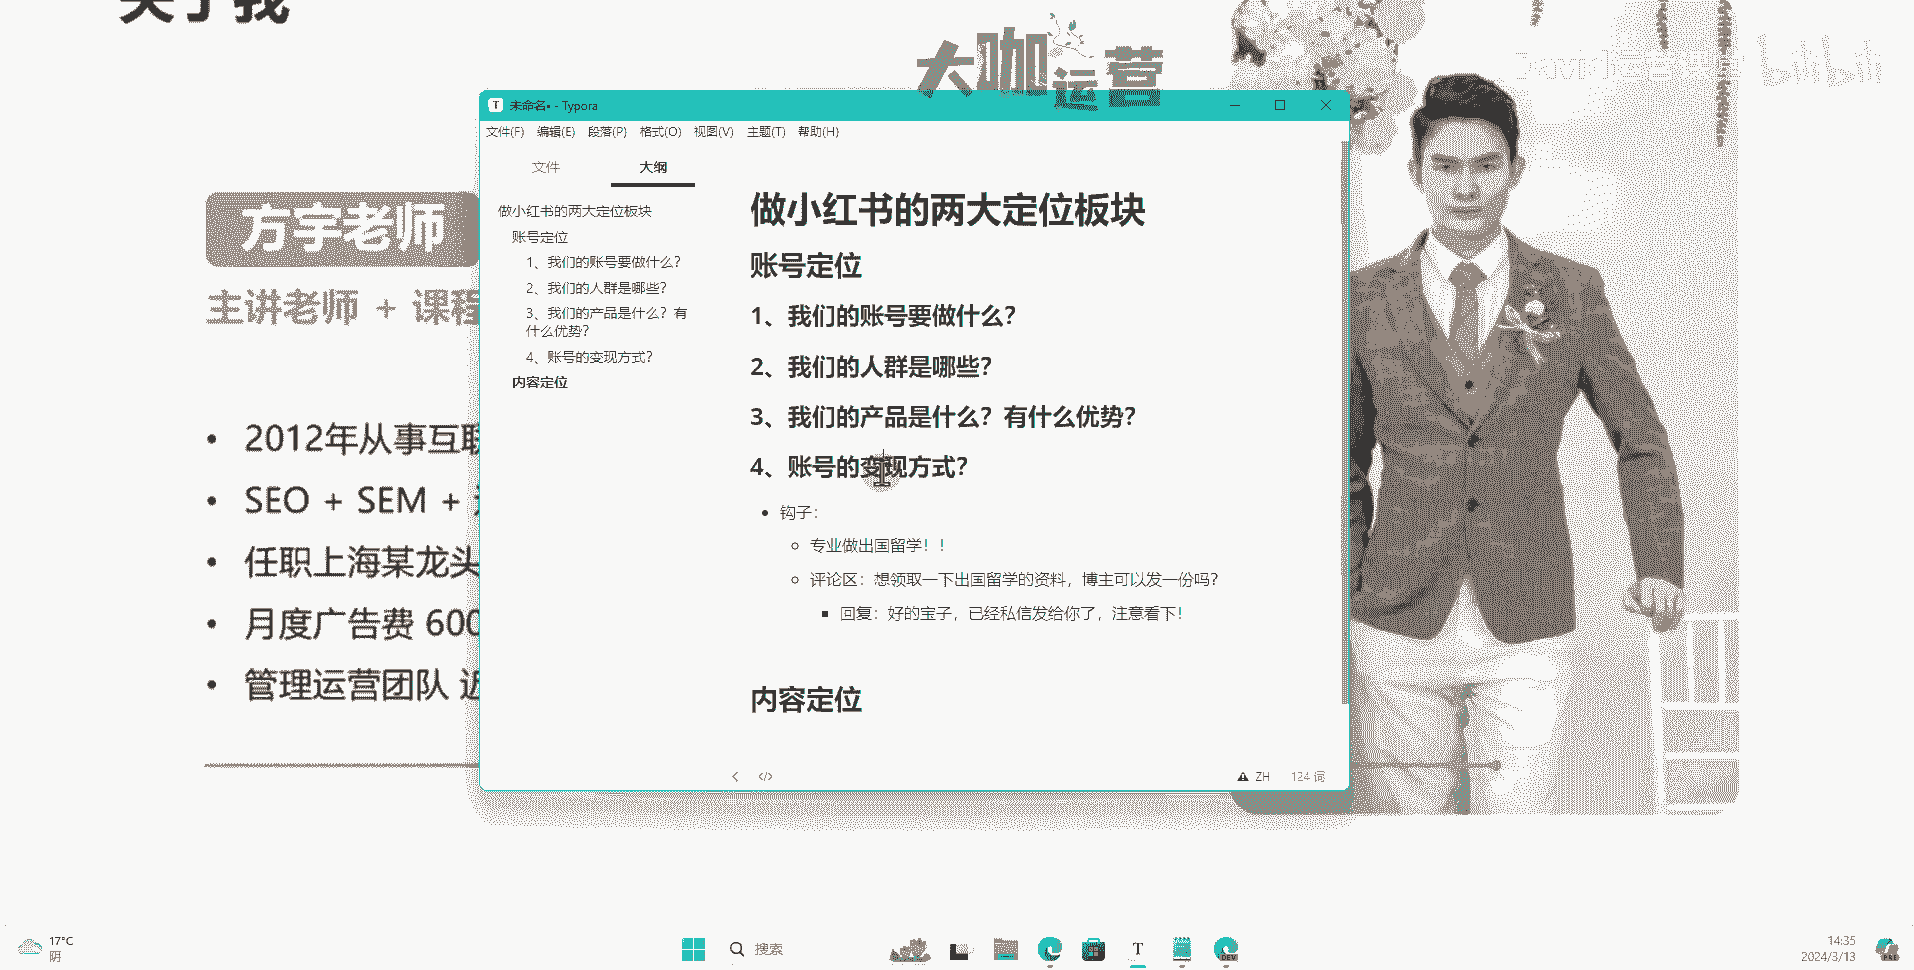 关于我
大咖运营
bilibili
方宇老师
主讲老师 + 课程
2012年从事互联
SEO + SEM +
任职上海某龙头
月度广告费 600
管理运营团队 近
未命名• - Typora
文件(F) 编辑(E) 段落(P) 格式(O) 视图(V) 主题(T) 帮助(H)
文件 大纲
做小红书的两大定位板块
账号定位
1、我们的账号要做什么?
2、我们的人群是哪些?
3、我们的产品是什么?有
什么优势?
4、账号的变现方式?
内容定位
做小红书的两大定位板块
账号定位
1、我们的账号要做什么?
2、我们的人群是哪些?
3、我们的产品是什么?有什么优势?
4、账号的变现方式?
钩子:
专业做出国留学!!
评论区:想领取一下出国留学的资料,博主可以发一份吗?
回复:好的宝子,已经私信发给你了,注意看下!
内容定位
ZH 124 词
17°C
阴
搜索
14:35
2024/3/13